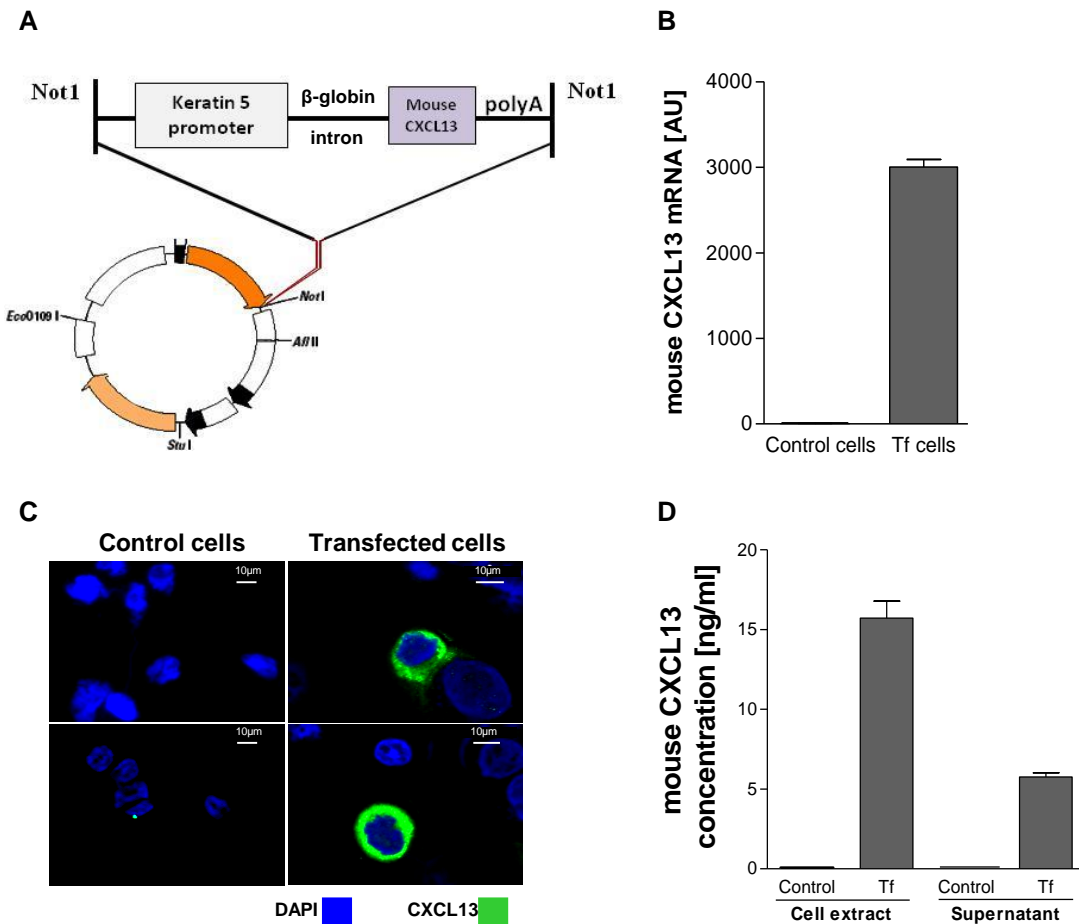 A
Not1
Keratin 5
promoter
β-globin
intron
Mouse
CXCL13
polyA
Not1
NotI
EcoO109 I
Afl II
Stu I
B
mouse CXCL13 mRNA [AU]
4000
3000
2000
1000
0
Control cells
Tf cells
C
Control cells
Transfected cells
10µm
10µm
10µm
10µm
DAPI
CXCL13
D
mouse CXCL13
concentration [ng/ml]
20
15
10
5
0
Control
Tf
Control
Tf
Cell extract
Supernatant